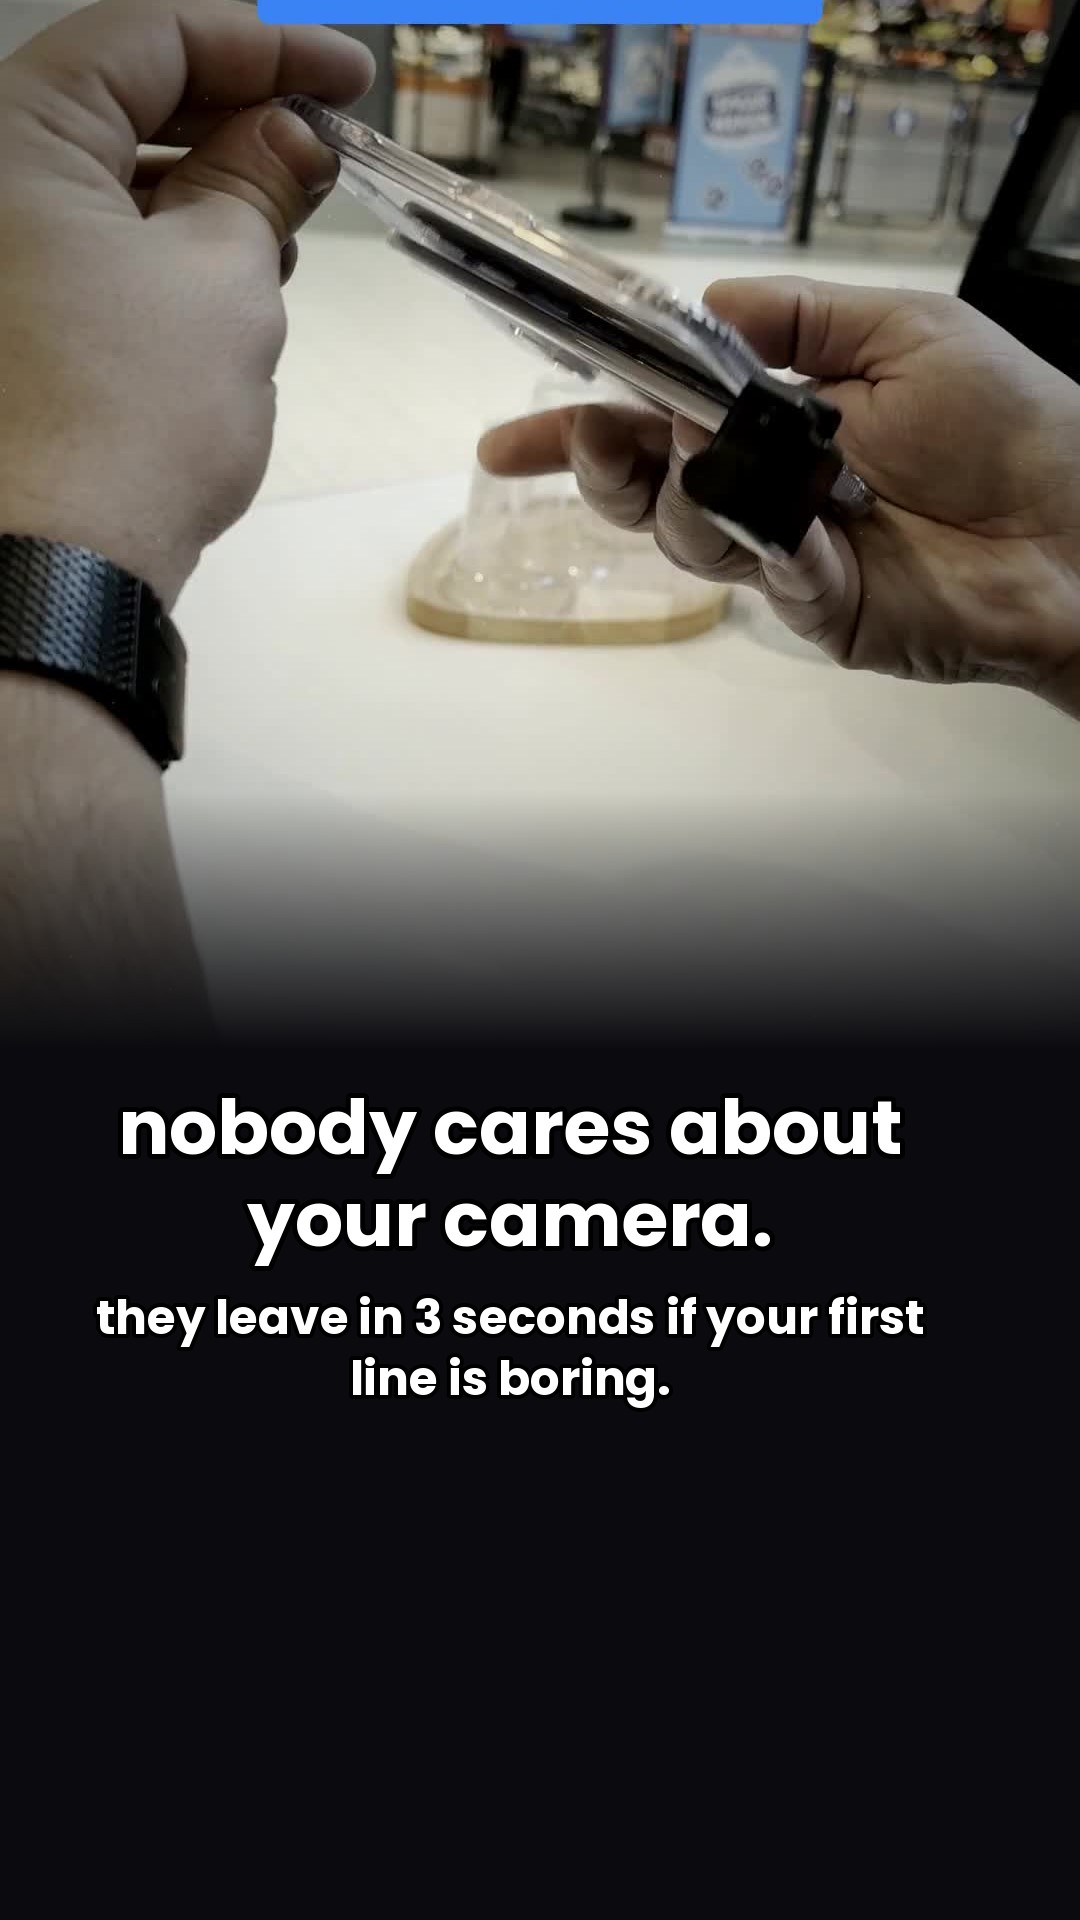 nobody cares about
your camera.
they leave in 3 seconds if your first
line is boring.